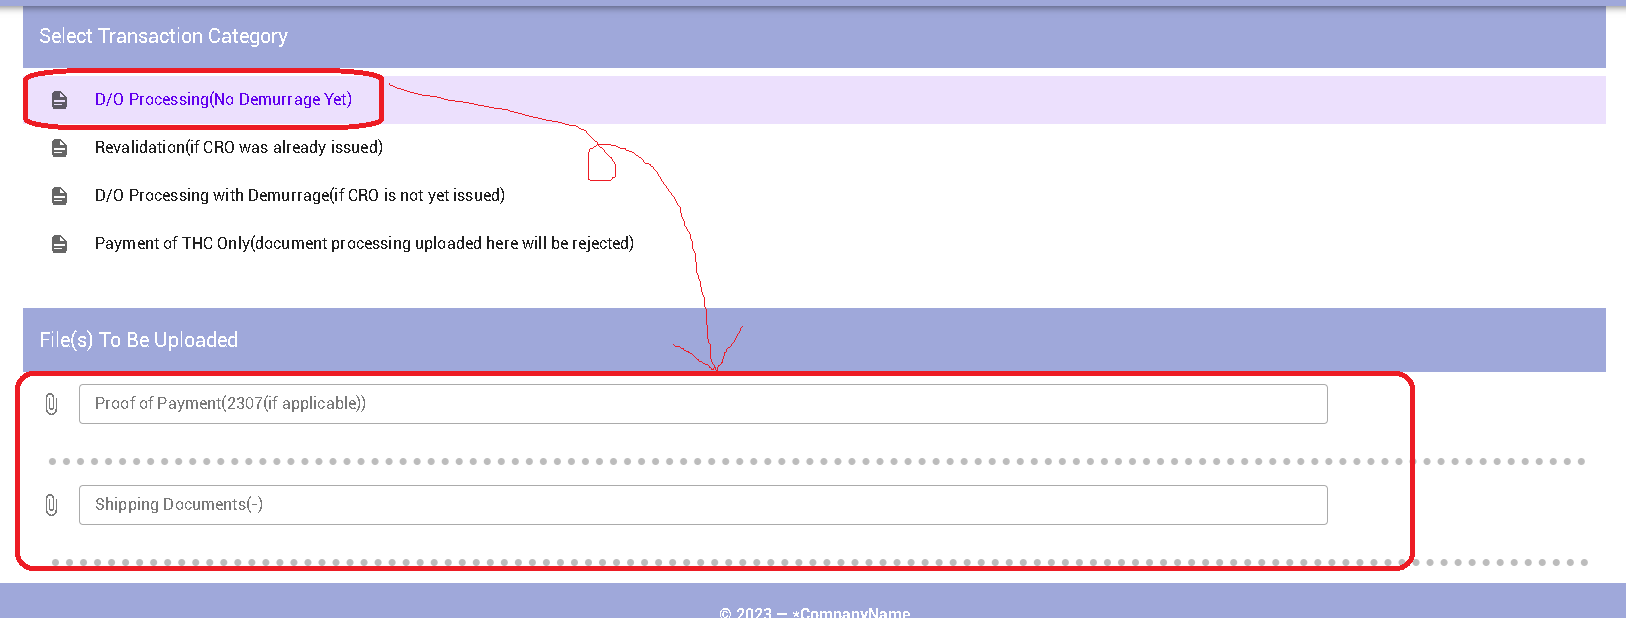 Select Transaction Category
D/O Processing(No Demurrage Yet)
Revalidation(if CRO was already issued)
D/O Processing with Demurrage(if CRO is not yet issued)
Payment of THC Only(document processing uploaded here will be rejected)
File(s) To Be Uploaded
Proof of Payment(2307(if applicable))
Shipping Documents(-)
© 2023 — *CompanyName